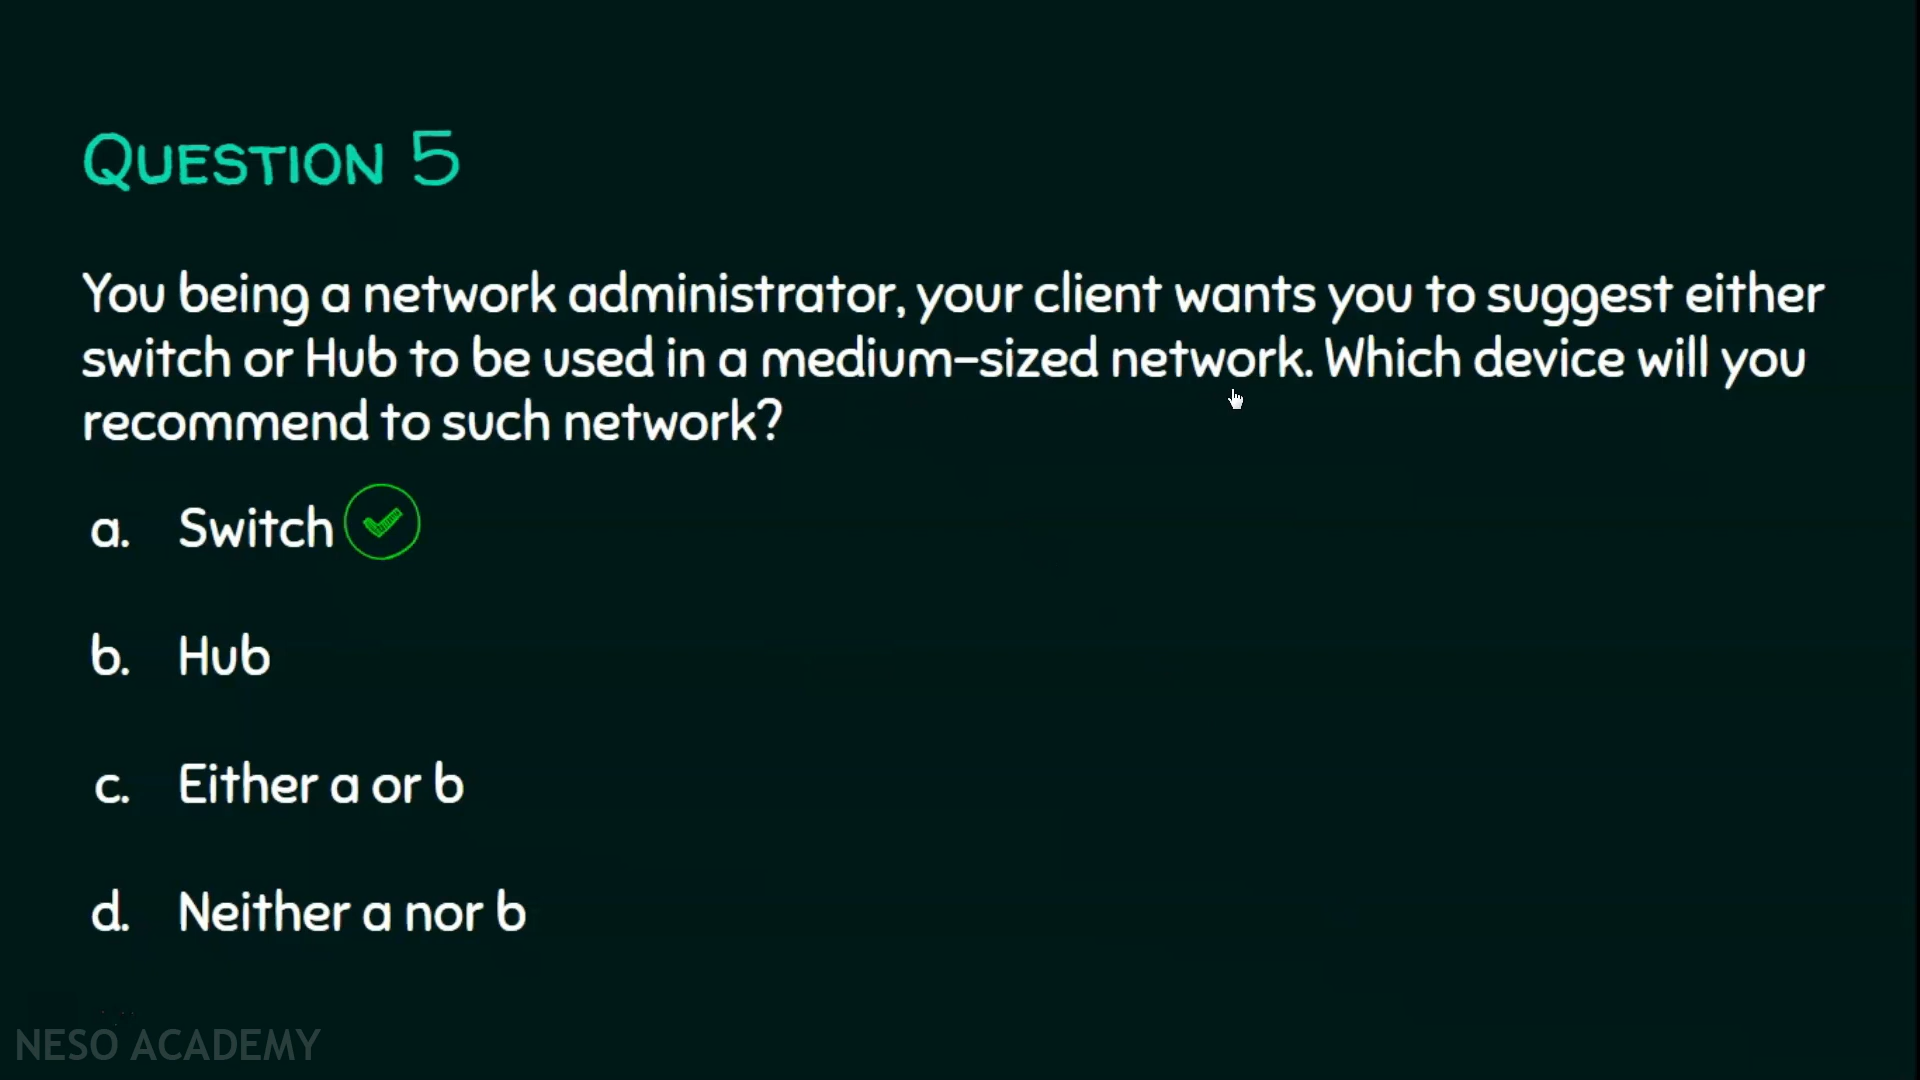 QUESTION 5
You being a network administrator, your client wants you to suggest either
switch or Hub to be used in a medium-sized network. Which device will you
recommend to such network?
a. Switch
b. Hub
c. Either a or b
d. Neither a nor b
NESO ACADEMY